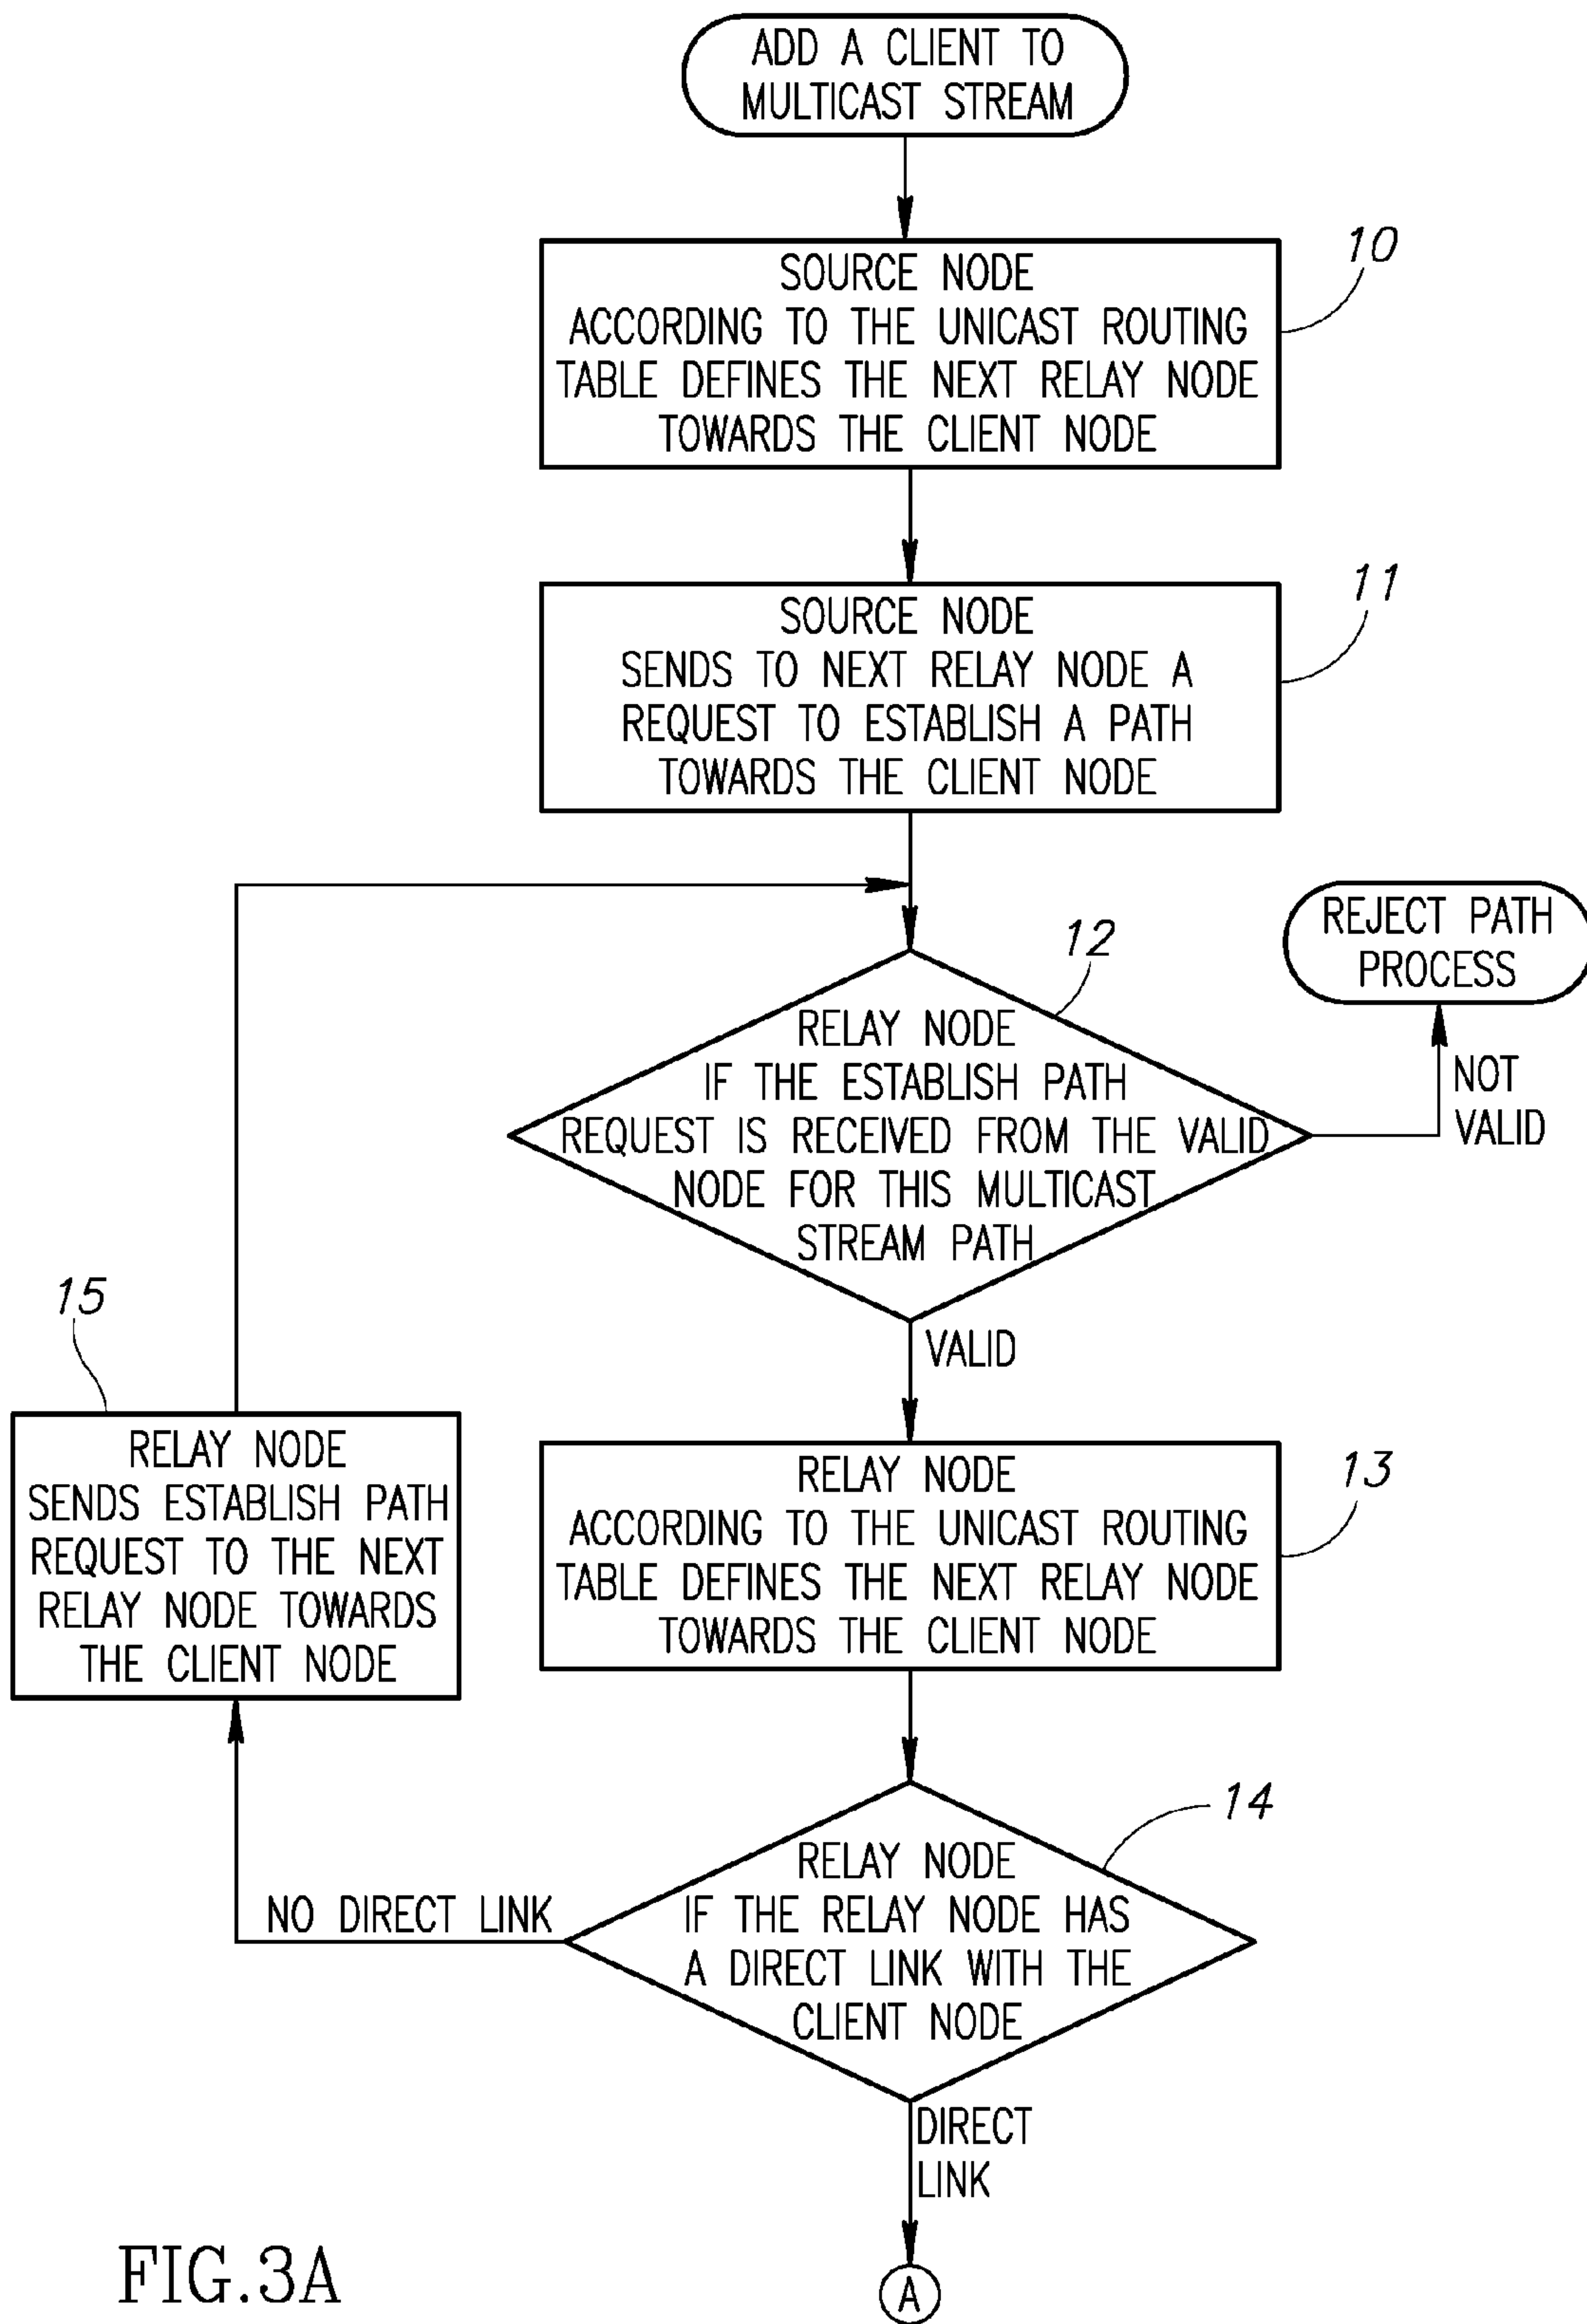 ADD A CLIENT TO
MULTICAST STREAM
10
SOURCE NODE
ACCORDING TO THE UNICAST ROUTING
TABLE DEFINES THE NEXT RELAY NODE
TOWARDS THE CLIENT NODE
11
SOURCE NODE
SENDS TO NEXT RELAY NODE A
REQUEST TO ESTABLISH A PATH
TOWARDS THE CLIENT NODE
REJECT PATH
PROCESS
12
RELAY NODE
IF THE ESTABLISH PATH
REQUEST IS RECEIVED FROM THE VALID
NODE FOR THIS MULTICAST
STREAM PATH
NOT
VALID
VALID
15
RELAY NODE
SENDS ESTABLISH PATH
REQUEST TO THE NEXT
RELAY NODE TOWARDS
THE CLIENT NODE
13
RELAY NODE
ACCORDING TO THE UNICAST ROUTING
TABLE DEFINES THE NEXT RELAY NODE
TOWARDS THE CLIENT NODE
14
RELAY NODE
IF THE RELAY NODE HAS
A DIRECT LINK WITH THE
CLIENT NODE
NO DIRECT LINK
DIRECT
LINK
A
FIG.3A